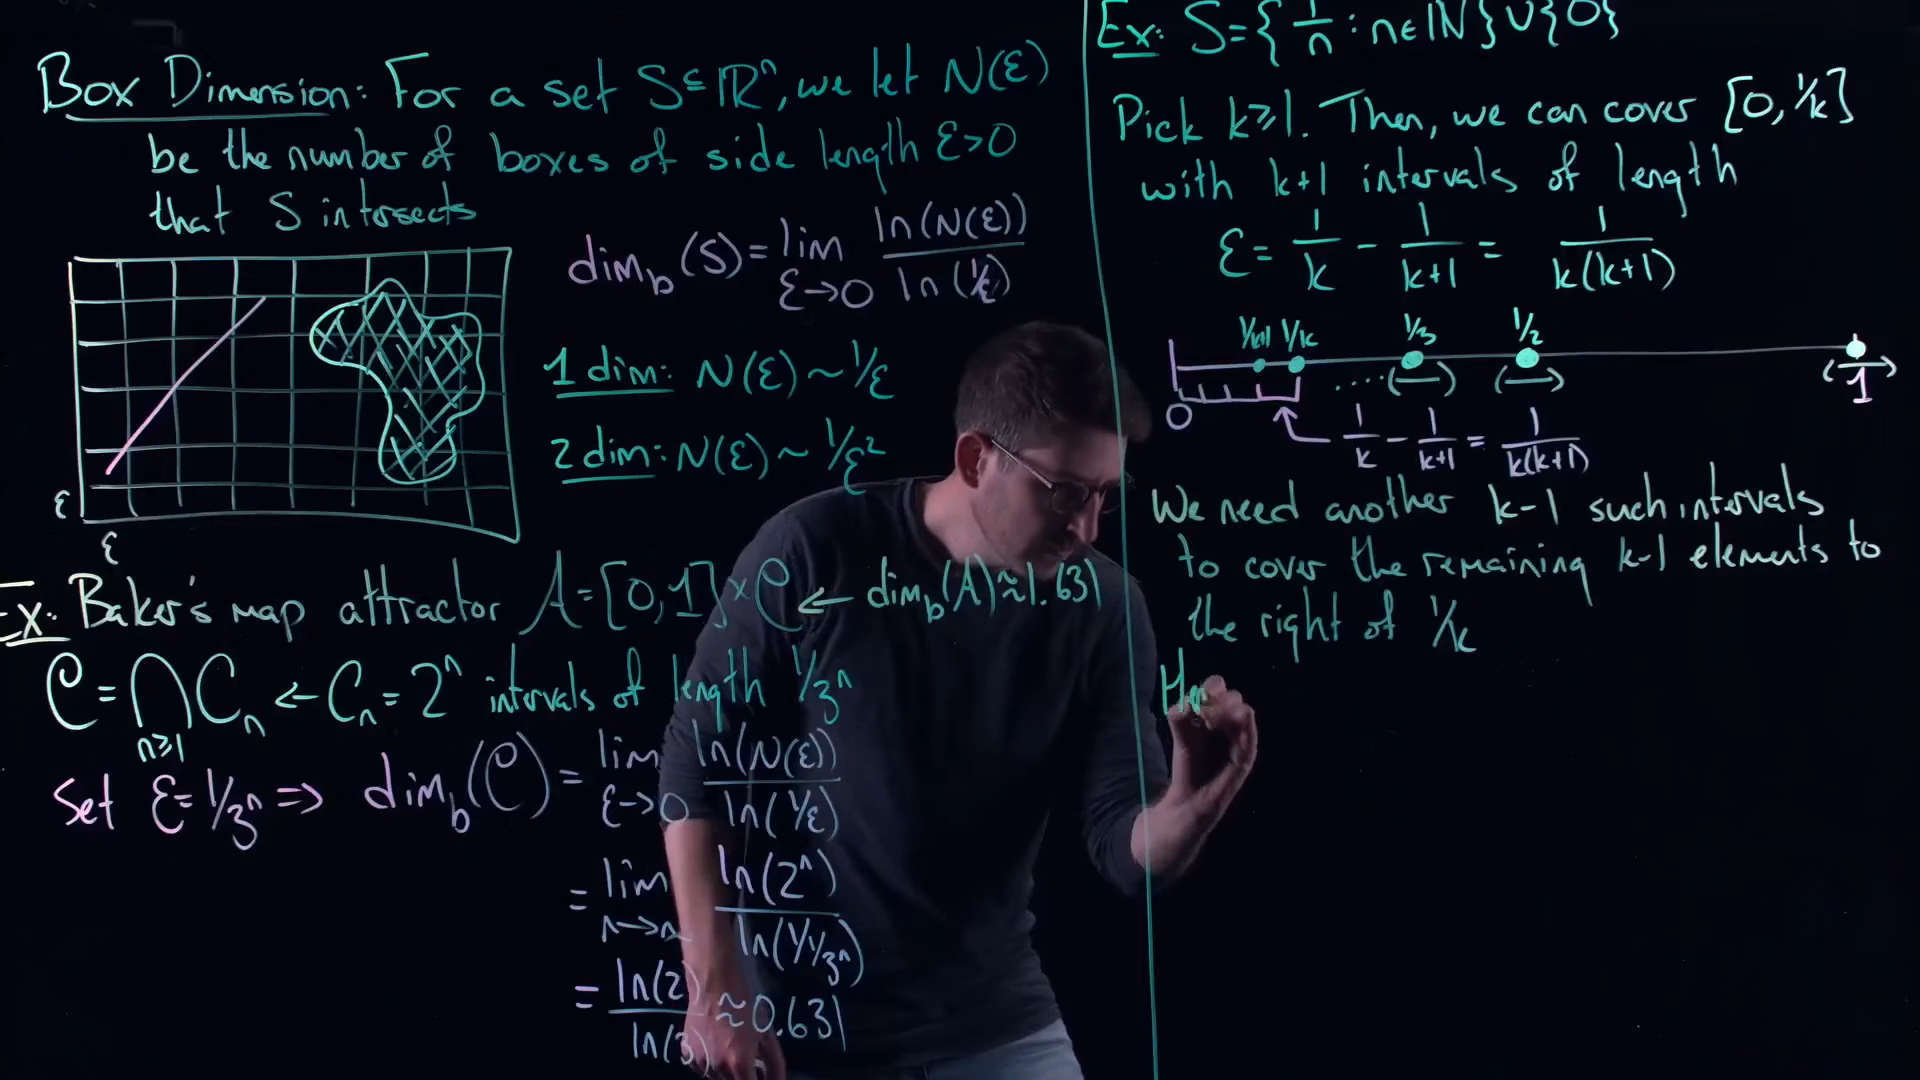 Box Dimension: For a set S⊆ℝⁿ, we let N(ε)
be the number of boxes of side length ε>0
that S intersects
dim_b(S) = lim_{ε→0} ln(N(ε)) / ln(1/ε)
1 dim: N(ε) ~ 1/ε
2 dim: N(ε) ~ 1/ε²
ε
ε
Ex: Baker's map attractor A=[0,1]×C ← dim_b(A)≈1.631
C = ⋂_{n≥1} C_n ← C_n = 2ⁿ intervals of length 1/3ⁿ
Set ε=1/3ⁿ ⇒ dim_b(C) = lim_{ε→0} ln(N(ε)) / ln(1/ε)
= lim_{n→∞} ln(2ⁿ) / ln(1/1/3ⁿ)
= ln(2) / ln(3) ≈ 0.631
Ex: S={1/n : n∈ℕ}∪{0}
Pick k≥1. Then, we can cover [0,1/k]
with k+1 intervals of length
ε = 1/k - 1/(k+1) = 1/k(k+1)
1/k+1 1/k 1/3 1/2
0 .... 1
1/k - 1/(k+1) = 1/k(k+1)
We need another k-1 such intervals
to cover the remaining k-1 elements to
the right of 1/k